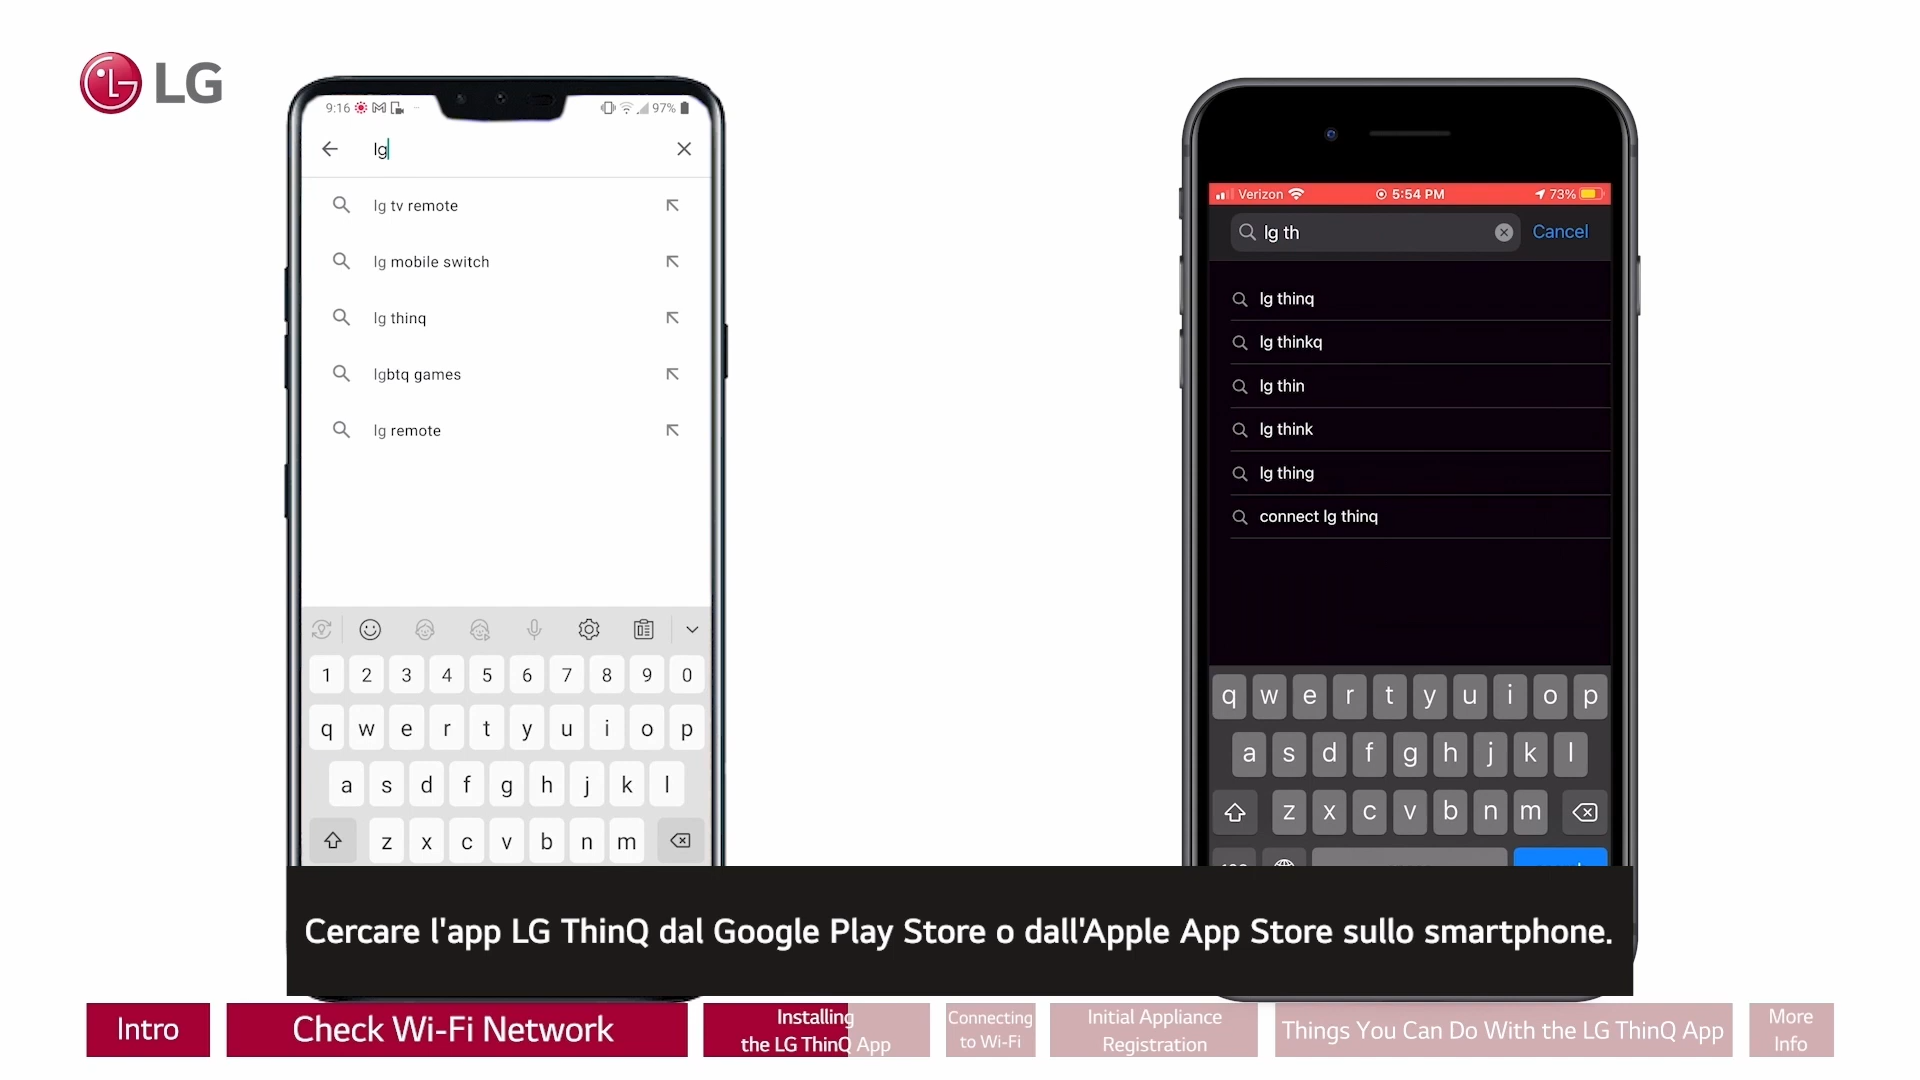 LG
9:16
97%
lg
lg tv remote
lg mobile switch
lg thinq
lgbtq games
lg remote
1 2 3 4 5 6 7 8 9 0
q w e r t y u i o p
a s d f g h j k l
z x c v b n m
Verizon 5:54 PM 73%
lg th
Cancel
lg thinq
lg thinkq
lg thin
lg think
lg thing
connect lg thinq
q w e r t y u i o p
a s d f g h j k l
z x c v b n m
Cercare l'app LG ThinQ dal Google Play Store o dall'Apple App Store sullo smartphone.
Intro
Check Wi-Fi Network
Installing
the LG ThinQ App
Connecting
to Wi-Fi
Initial Appliance
Registration
Things You Can Do With the LG ThinQ App
More
Info